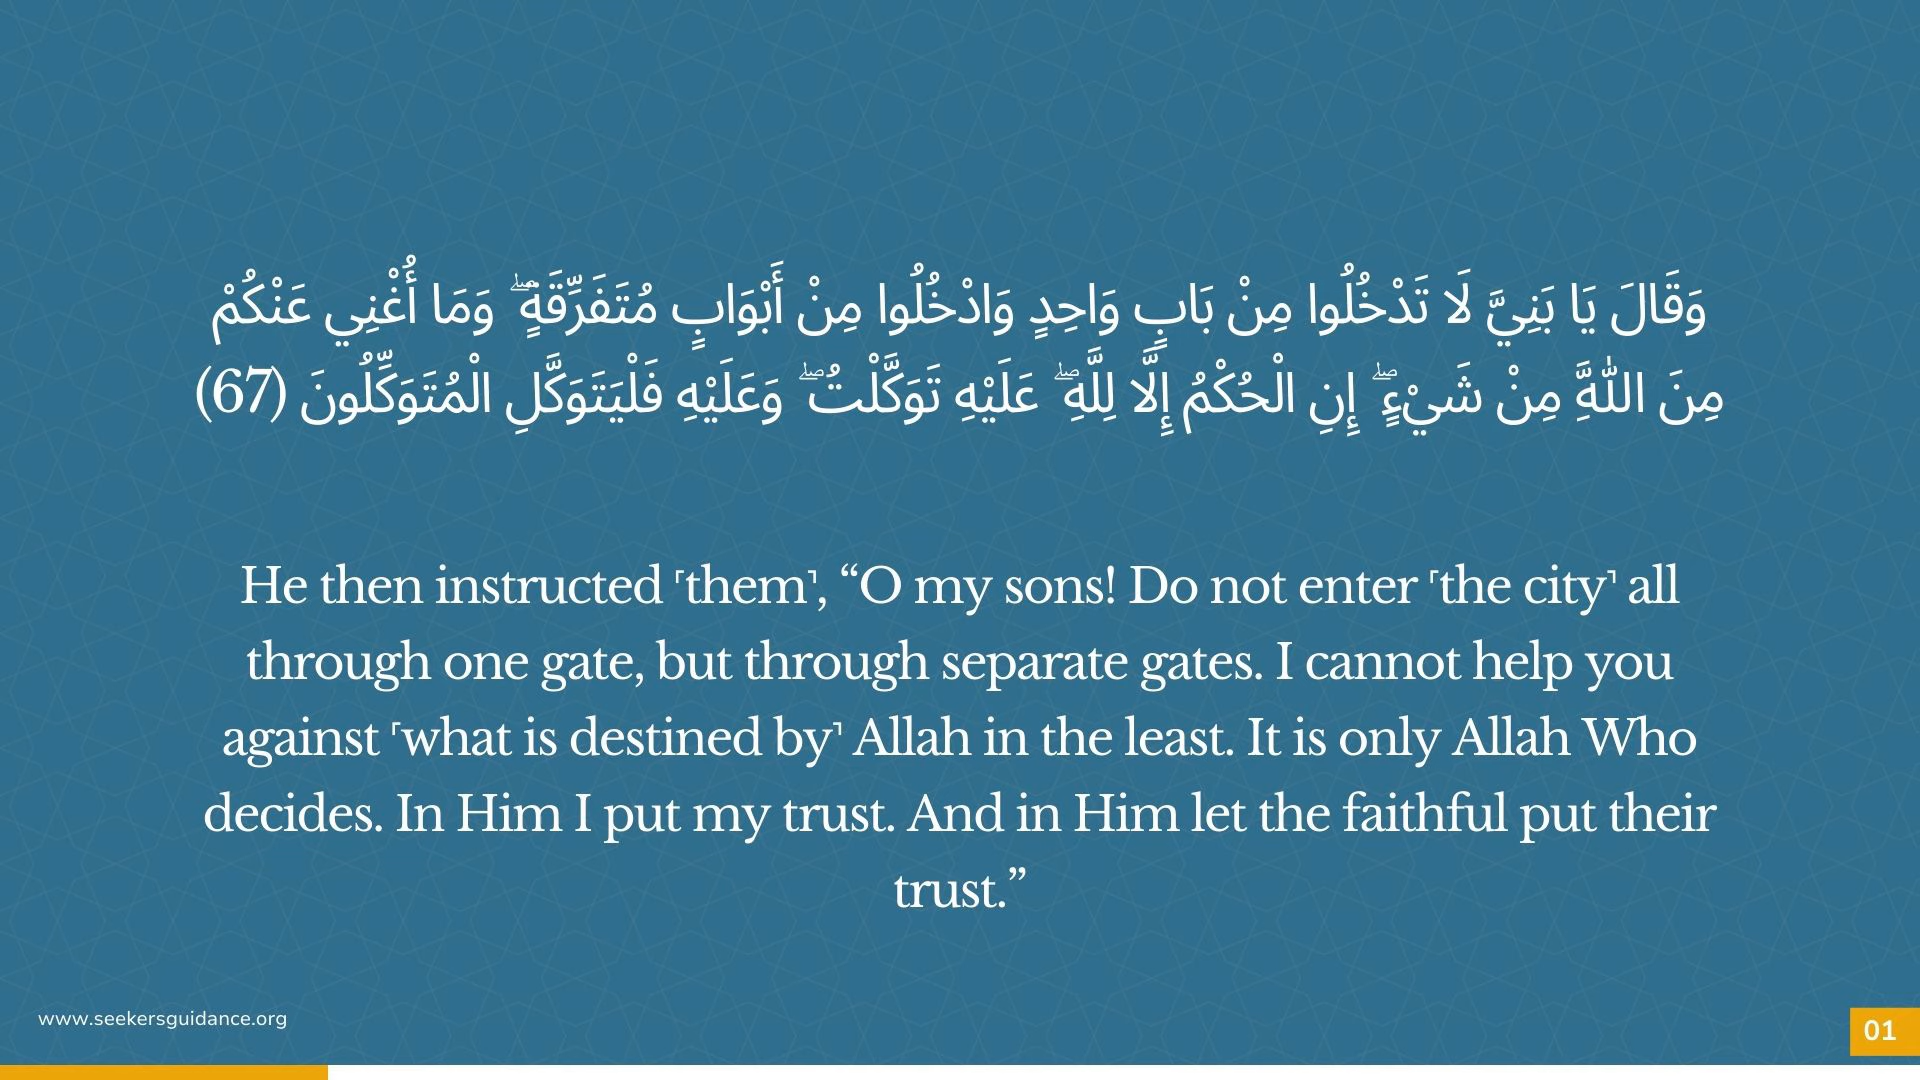 وَقَالَ يَا بَنِيَّ لَا تَدْخُلُوا مِنْ بَابٍ وَاحِدٍ وَادْخُلُوا مِنْ أَبْوَابٍ مُتَفَرِّقَةٍ ۖ وَمَا أُغْنِي عَنْكُمْ
مِنَ اللَّهِ مِنْ شَيْءٍ ۖ إِنِ الْحُكْمُ إِلَّا لِلَّهِ ۖ عَلَيْهِ تَوَكَّلْتُ ۖ وَعَلَيْهِ فَلْيَتَوَكَّلِ الْمُتَوَكِّلُونَ (67)
He then instructed ˹them˺, “O my sons! Do not enter ˹the city˺ all
through one gate, but through separate gates. I cannot help you
against ˹what is destined by˺ Allah in the least. It is only Allah Who
decides. In Him I put my trust. And in Him let the faithful put their
trust.”
www.seekersguidance.org
01